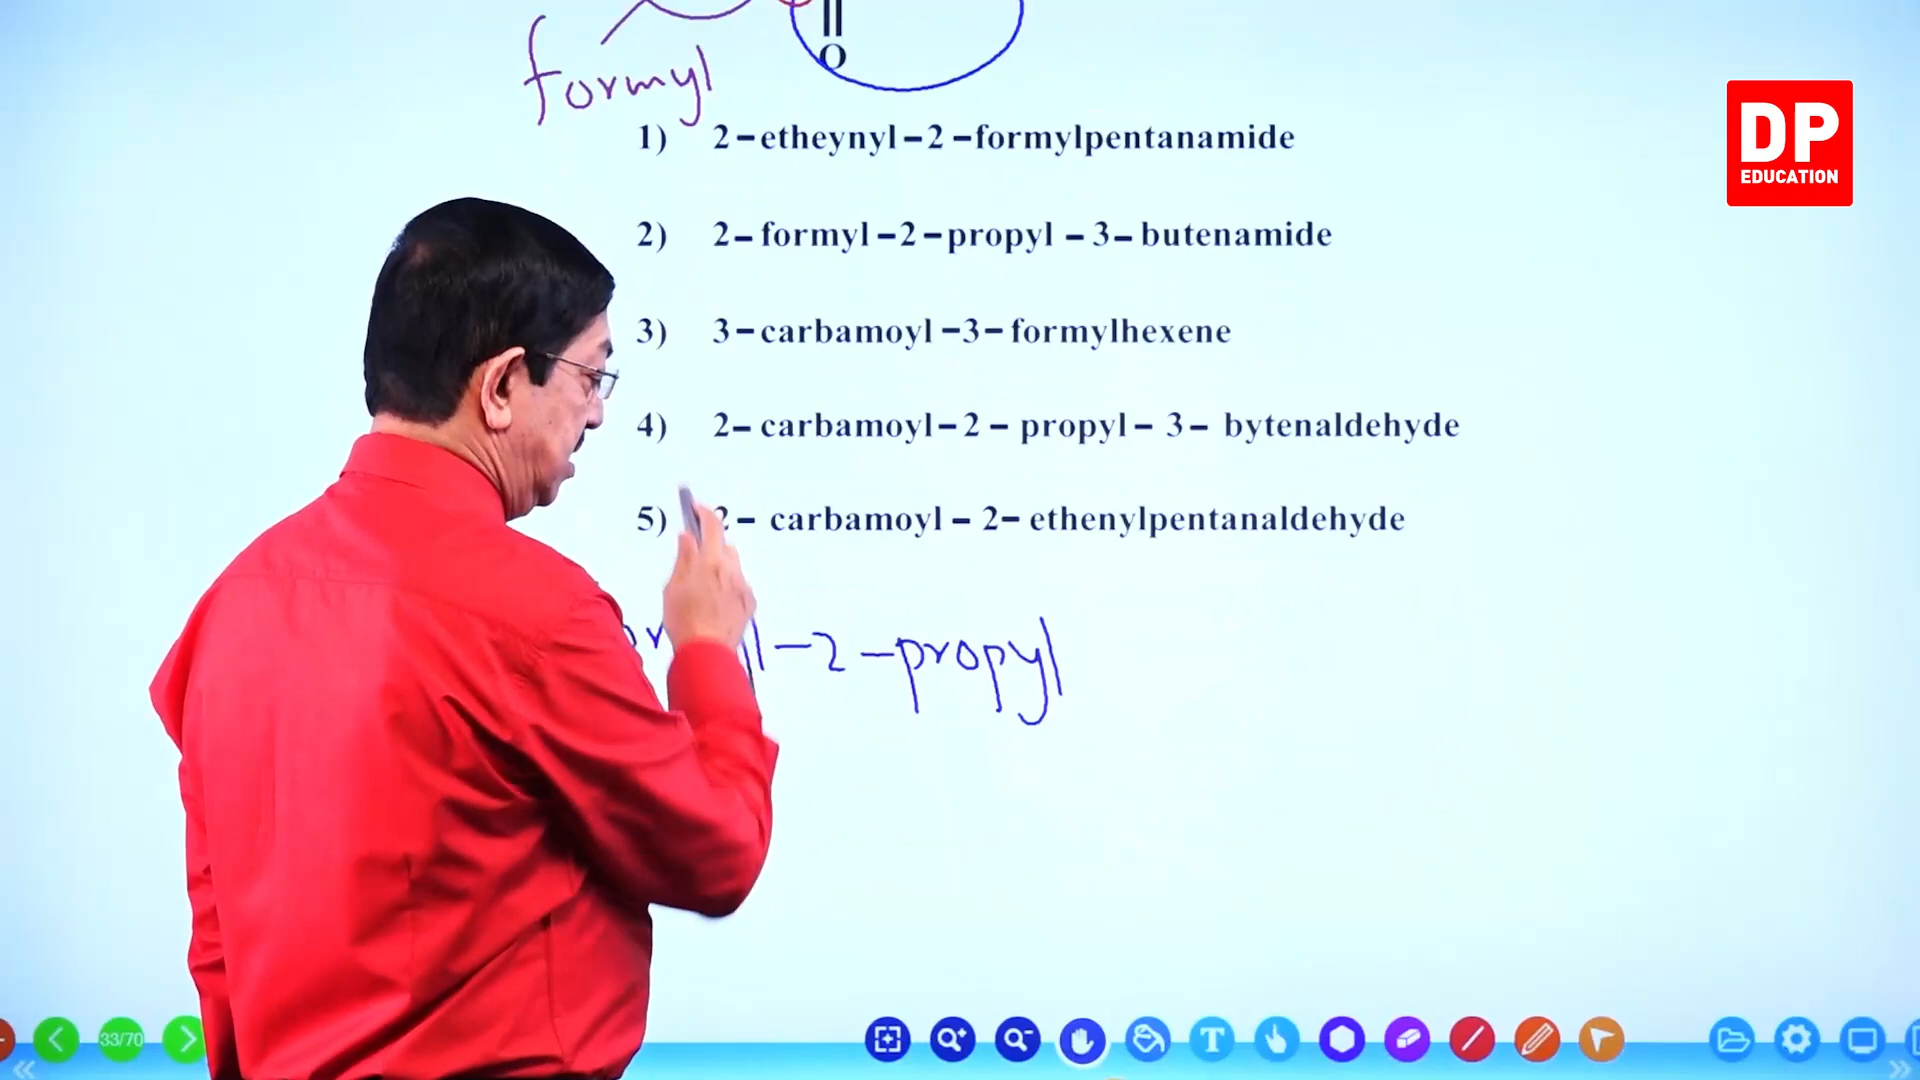 O
formyl
DP
EDUCATION
1) 2-etheynyl-2-formylpentanamide
2) 2-formyl-2-propyl-3-butenamide
3) 3-carbamoyl-3-formylhexene
4) 2-carbamoyl-2-propyl-3-bytenaldehyde
5) 2-carbamoyl-2-ethenylpentanaldehyde
-2-propyl
33/70
T